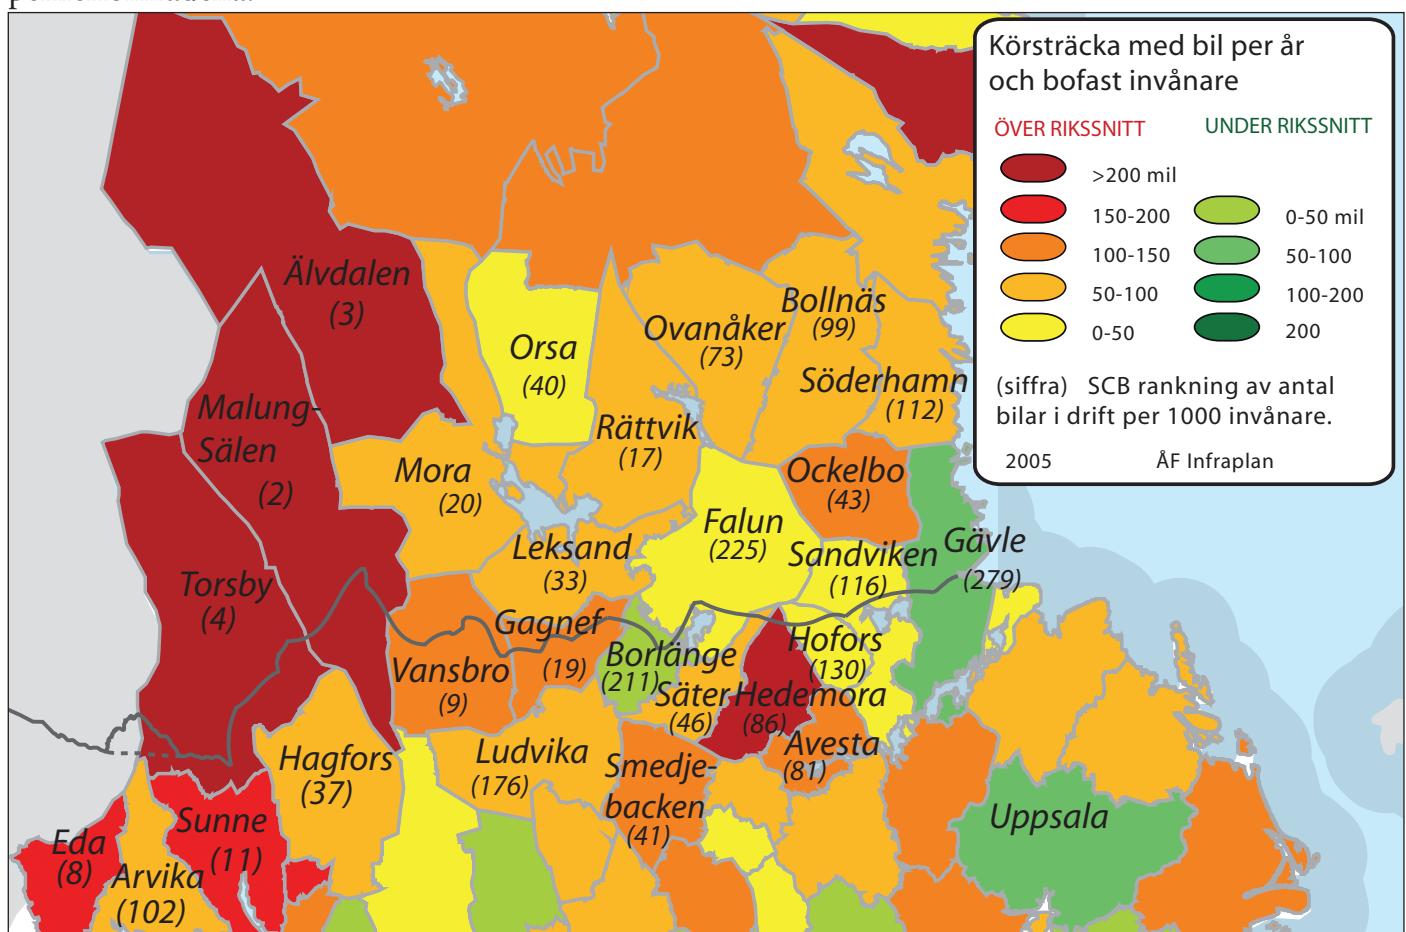 Körsträcka med bil per år
och bofast invånare
ÖVER RIKSSNITT
UNDER RIKSSNITT
>200 mil
150-200
0-50 mil
100-150
50-100
50-100
100-200
0-50
200
(siffra) SCB rankning av antal
bilar i drift per 1000 invånare.
2005 ÅF Infraplan
Älvdalen
(3)
Bollnäs
(99)
Ovanåker
(73)
Orsa
(40)
Söderhamn
(112)
Malung-
Sälen
(2)
Rättvik
(17)
Mora
(20)
Ockelbo
(43)
Falun
(225)
Leksand
(33)
Sandviken
(116)
Gävle
(279)
Torsby
(4)
Gagnef
(19)
Hofors
(130)
Vansbro
(9)
Borlänge
(211)
Säter
(46)
Hedemora
(86)
Avesta
(81)
Hagfors
(37)
Ludvika
(176)
Smedje-
backen
(41)
Uppsala
Sunne
(11)
Eda
(8)
Arvika
(102)